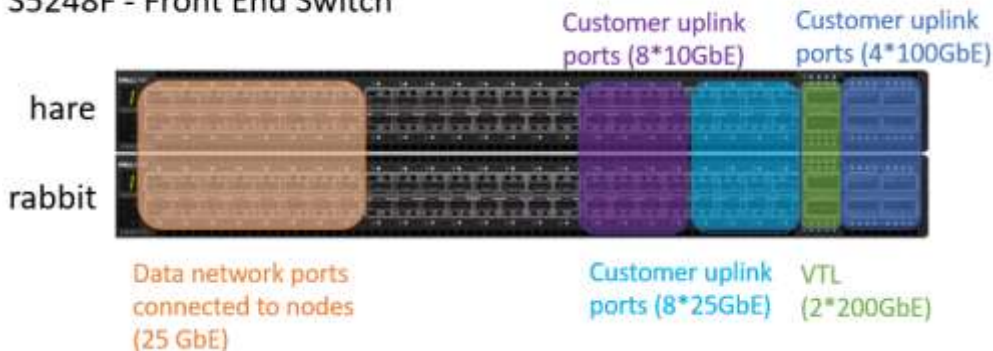 S5248F - Front End Switch
Customer uplink
ports (8*10GbE)
Customer uplink
ports (4*100GbE)
hare
rabbit
Data network ports
connected to nodes
(25 GbE)
Customer uplink
ports (8*25GbE)
VTL
(2*200GbE)